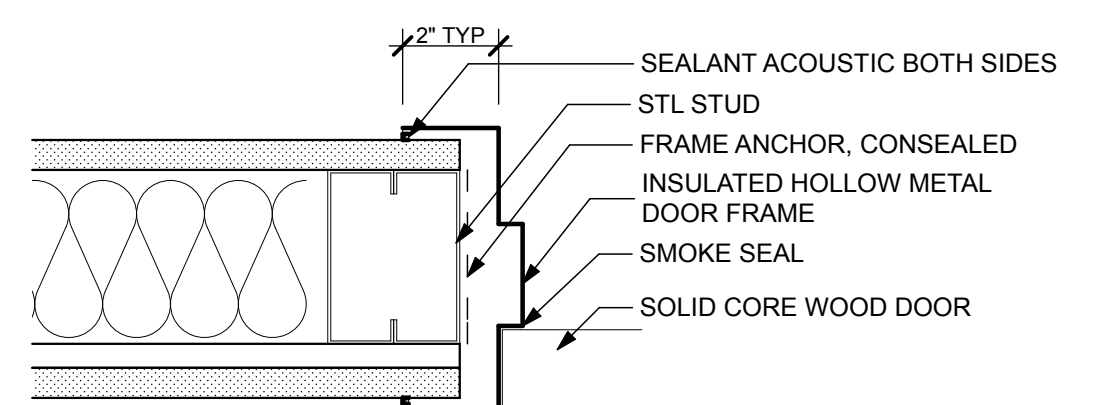 2" TYP
SEALANT ACOUSTIC BOTH SIDES
STL STUD
FRAME ANCHOR, CONSEALED
INSULATED HOLLOW METAL
DOOR FRAME
SMOKE SEAL
SOLID CORE WOOD DOOR